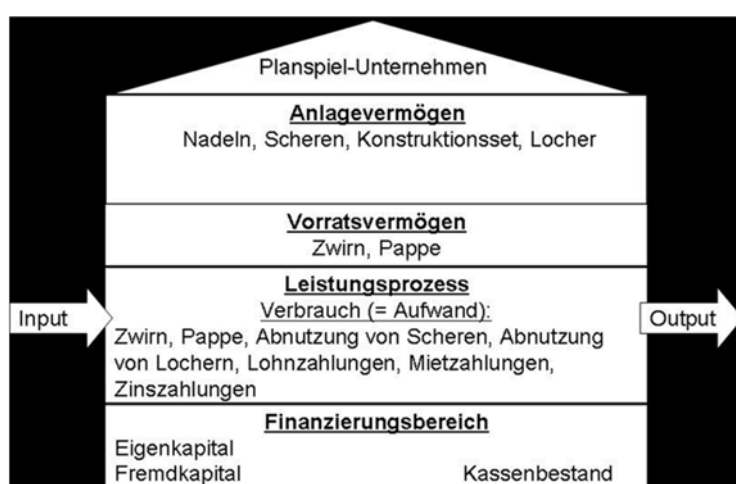 Planspiel-Unternehmen
Anlagevermögen
Nadeln, Scheren, Konstruktionsset, Locher
Vorratsvermögen
Zwirn, Pappe
Leistungsprozess
Verbrauch (= Aufwand):
Input
Zwirn, Pappe, Abnutzung von Scheren, Abnutzung
von Lochern, Lohnzahlungen, Mietzahlungen,
Zinszahlungen
Output
Finanzierungsbereich
Eigenkapital
Fremdkapital Kassenbestand